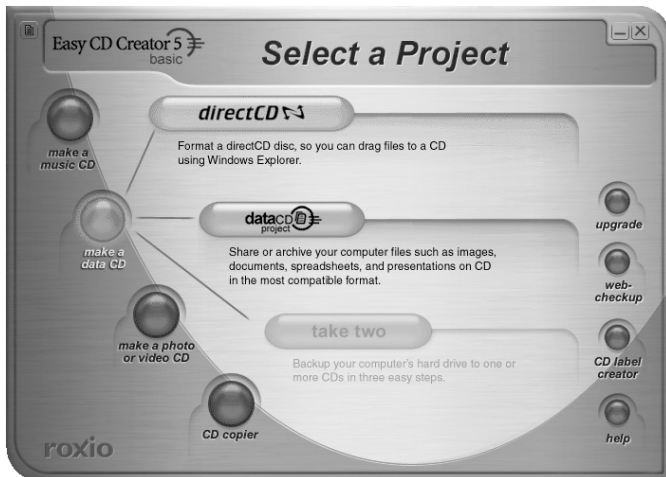 Easy CD Creator 5
basic
Select a Project
make a
music CD
directCD
Format a directCD disc, so you can drag files to a CD
using Windows Explorer.
make a
data CD
dataCD
project
Share or archive your computer files such as images,
documents, spreadsheets, and presentations on CD
in the most compatible format.
make a photo
or video CD
take two
Backup your computer's hard drive to one or
more CDs in three easy steps.
CD copier
upgrade
web-
checkup
CD label
creator
help
roxio